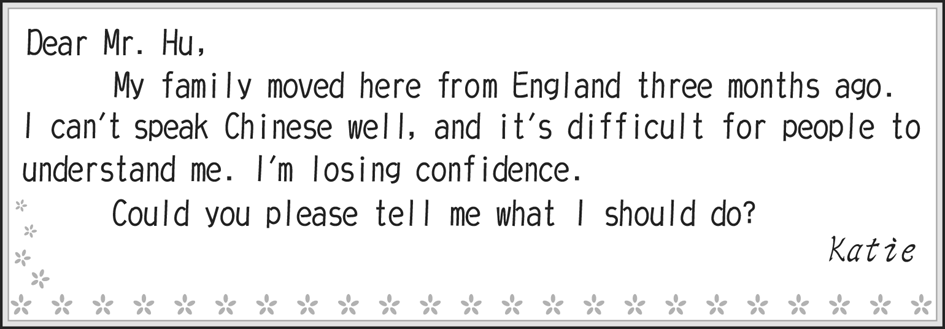 Dear Mr. Hu,
My family moved here from England three months ago.
I can't speak Chinese well, and it's difficult for people to
understand me. I'm losing confidence.
Could you please tell me what I should do?
Katie